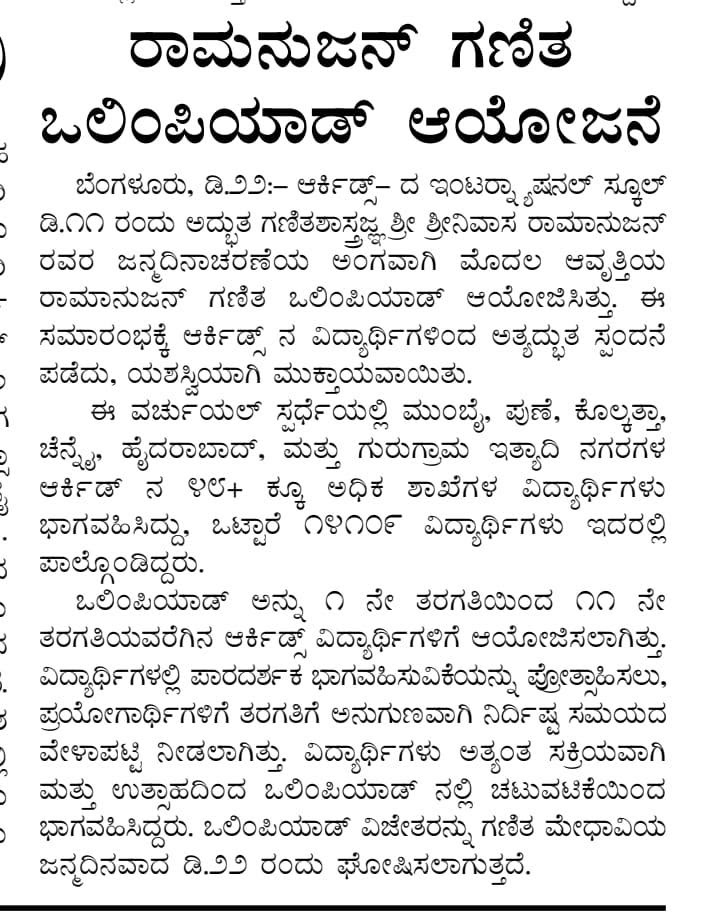 ರಾಮನುಜನ್ ಗಣಿತ
ಒಲಿಂಪಿಯಾಡ್ ಆಯೋಜನೆ
ಬೆಂಗಳೂರು, ಡಿ.೨೨:– ಆರ್ಕಿಡ್ಸ್– ದ ಇಂಟರ್‍ನ್ಯಾಷನಲ್ ಸ್ಕೂಲ್
ಡಿ.೧೧ ರಂದು ಅದ್ಭುತ ಗಣಿತಶಾಸ್ತ್ರಜ್ಞ ಶ್ರೀ ಶ್ರೀನಿವಾಸ ರಾಮಾನುಜನ್
ರವರ ಜನ್ಮದಿನಾಚರಣೆಯ ಅಂಗವಾಗಿ ಮೊದಲ ಆವೃತ್ತಿಯ
ರಾಮಾನುಜನ್ ಗಣಿತ ಒಲಿಂಪಿಯಾಡ್ ಆಯೋಜಿಸಿತ್ತು. ಈ
ಸಮಾರಂಭಕ್ಕೆ ಆರ್ಕಿಡ್ಸ್ ನ ವಿದ್ಯಾರ್ಥಿಗಳಿಂದ ಅತ್ಯದ್ಭುತ ಸ್ಪಂದನೆ
ಪಡೆದು, ಯಶಸ್ವಿಯಾಗಿ ಮುಕ್ತಾಯವಾಯಿತು.
ಈ ವರ್ಚುಯಲ್ ಸ್ಪರ್ಧೆಯಲ್ಲಿ ಮುಂಬೈ, ಪುಣೆ, ಕೊಲ್ಕತ್ತಾ,
ಚೆನ್ನೈ, ಹೈದರಾಬಾದ್, ಮತ್ತು ಗುರುಗ್ರಾಮ ಇತ್ಯಾದಿ ನಗರಗಳ
ಆರ್ಕಿಡ್ ನ ೪೮+ ಕ್ಕೂ ಅಧಿಕ ಶಾಖೆಗಳ ವಿದ್ಯಾರ್ಥಿಗಳು
ಭಾಗವಹಿಸಿದ್ದು, ಒಟ್ಟಾರೆ ೧೪೧೦೯ ವಿದ್ಯಾರ್ಥಿಗಳು ಇದರಲ್ಲಿ
ಪಾಲ್ಗೊಂಡಿದ್ದರು.
ಒಲಿಂಪಿಯಾಡ್ ಅನ್ನು ೧ ನೇ ತರಗತಿಯಿಂದ ೧೧ ನೇ
ತರಗತಿಯವರೆಗಿನ ಆರ್ಕಿಡ್ಸ್ ವಿದ್ಯಾರ್ಥಿಗಳಿಗೆ ಆಯೋಜಿಸಲಾಗಿತ್ತು.
ವಿದ್ಯಾರ್ಥಿಗಳಲ್ಲಿ ಪಾರದರ್ಶಕ ಭಾಗವಹಿಸುವಿಕೆಯನ್ನು ಪ್ರೋತ್ಸಾಹಿಸಲು,
ಪ್ರಯೋಗಾರ್ಥಿಗಳಿಗೆ ತರಗತಿಗೆ ಅನುಗುಣವಾಗಿ ನಿರ್ದಿಷ್ಟ ಸಮಯದ
ವೇಳಾಪಟ್ಟಿ ನೀಡಲಾಗಿತ್ತು. ವಿದ್ಯಾರ್ಥಿಗಳು ಅತ್ಯಂತ ಸಕ್ರಿಯವಾಗಿ
ಮತ್ತು ಉತ್ಸಾಹದಿಂದ ಒಲಿಂಪಿಯಾಡ್ ನಲ್ಲಿ ಚಟುವಟಿಕೆಯಿಂದ
ಭಾಗವಹಿಸಿದ್ದರು. ಒಲಿಂಪಿಯಾಡ್ ವಿಜೇತರನ್ನು ಗಣಿತ ಮೇಧಾವಿಯ
ಜನ್ಮದಿನವಾದ ಡಿ.೨೨ ರಂದು ಘೋಷಿಸಲಾಗುತ್ತದೆ.